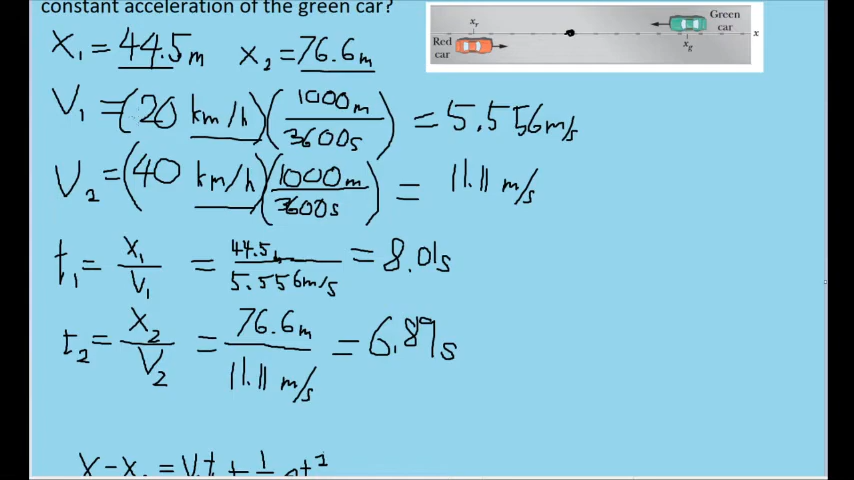 constant acceleration of the green car?
Green
car
x_r
Red
car
x
x_g
X₁ = 44.5m X₂ = 76.6m
V₁ = (20 km/h)(1000m/3600s) = 5.556m/s
V₂ = (40 km/h)(1000m/3600s) = 11.11 m/s
t₁ = X₁/V₁ = 44.5m/5.556m/s = 8.01s
t₂ = X₂/V₂ = 76.6m/11.11 m/s = 6.89s